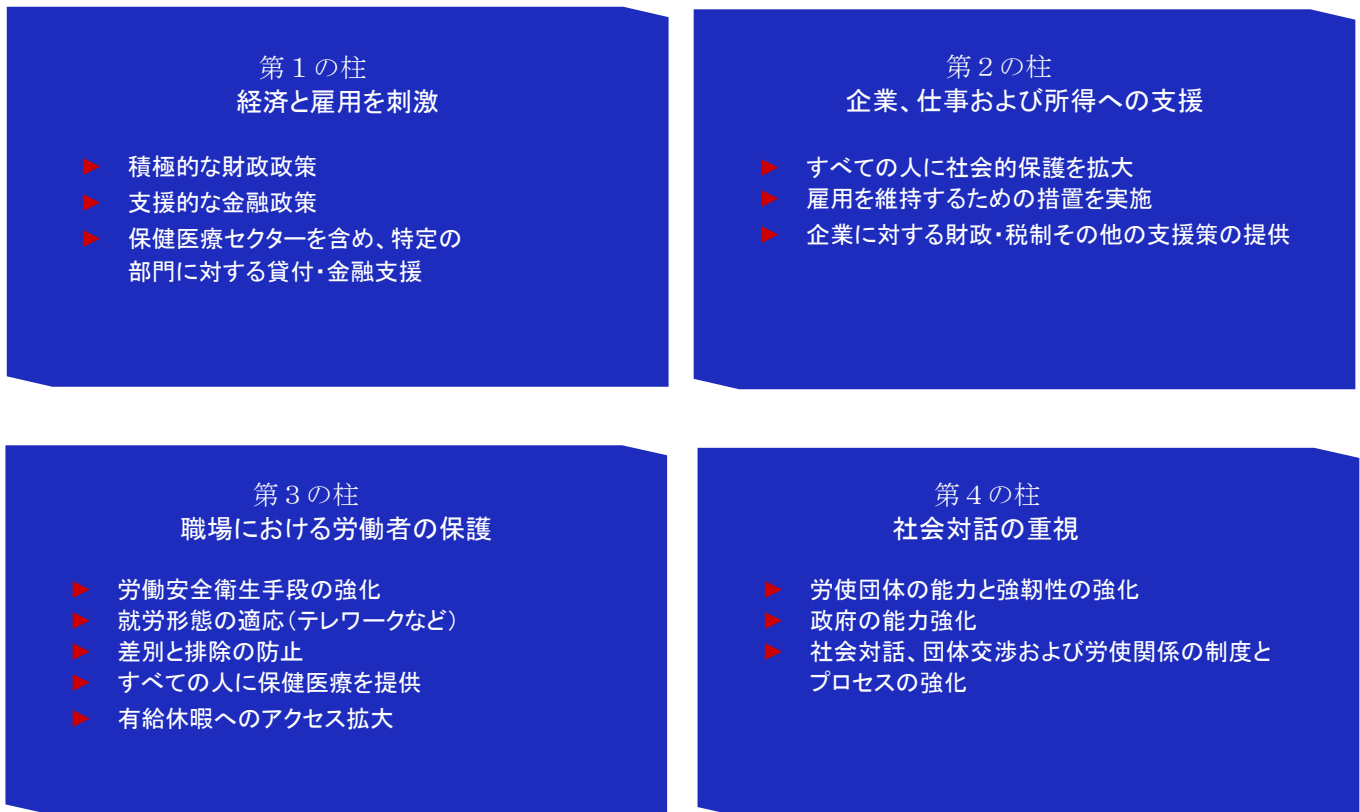 第１の柱
経済と雇用を刺激
▶ 積極的な財政政策
▶ 支援的な金融政策
▶ 保健医療セクターを含め、特定の
部門に対する貸付・金融支援
第２の柱
企業、仕事および所得への支援
▶ すべての人に社会的保護を拡大
▶ 雇用を維持するための措置を実施
▶ 企業に対する財政・税制その他の支援策の提供
第３の柱
職場における労働者の保護
▶ 労働安全衛生手段の強化
▶ 就労形態の適応（テレワークなど）
▶ 差別と排除の防止
▶ すべての人に保健医療を提供
▶ 有給休暇へのアクセス拡大
第４の柱
社会対話の重視
▶ 労使団体の能力と強靭性の強化
▶ 政府の能力強化
▶ 社会対話、団体交渉および労使関係の制度と
プロセスの強化